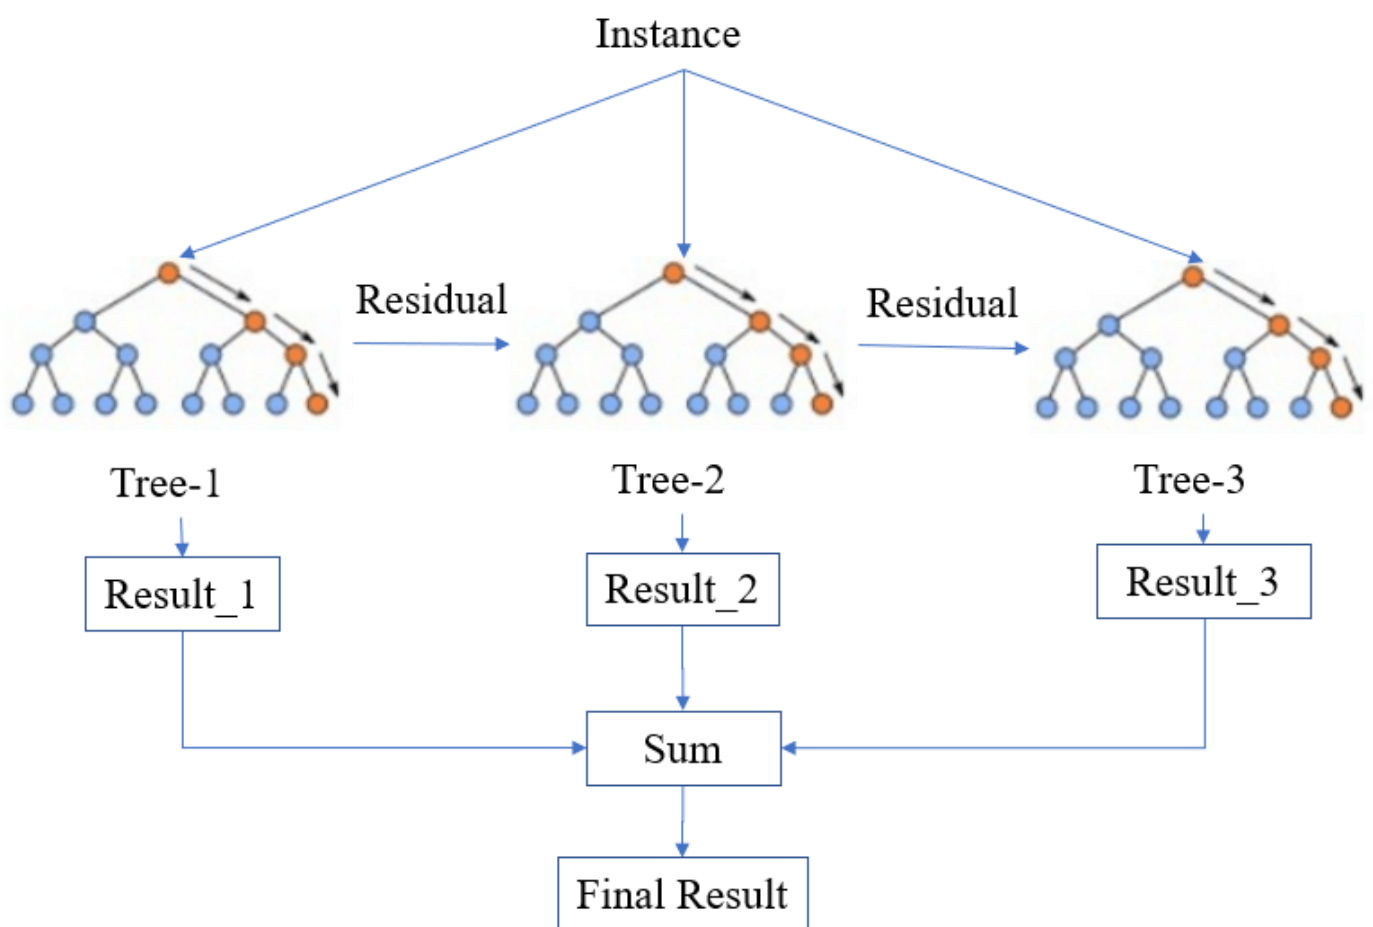 Instance
Residual
Residual
Tree-1
Tree-2
Tree-3
Result_1
Result_2
Result_3
Sum
Final Result